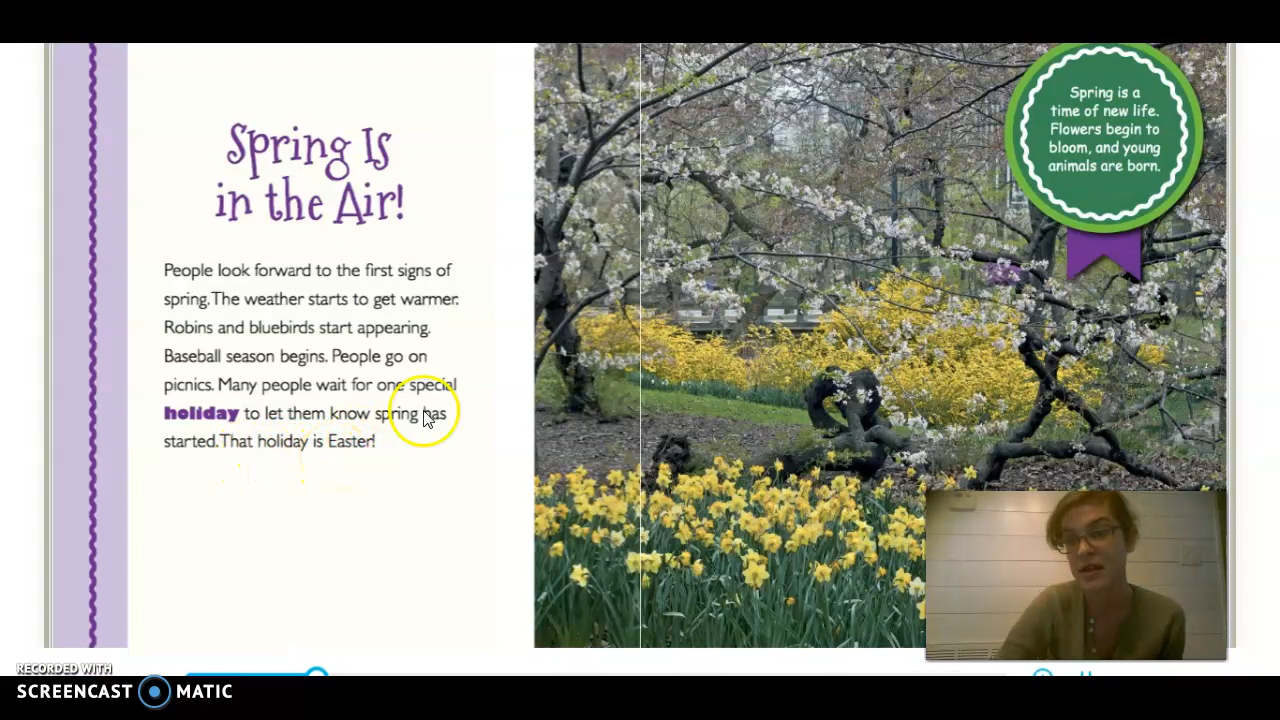 Spring Is
in the Air!
People look forward to the first signs of
spring. The weather starts to get warmer.
Robins and bluebirds start appearing.
Baseball season begins. People go on
picnics. Many people wait for one special
holiday to let them know spring has
started. That holiday is Easter!
Spring is a
time of new life.
Flowers begin to
bloom, and young
animals are born.
RECORDED WITH
SCREENCAST MATIC